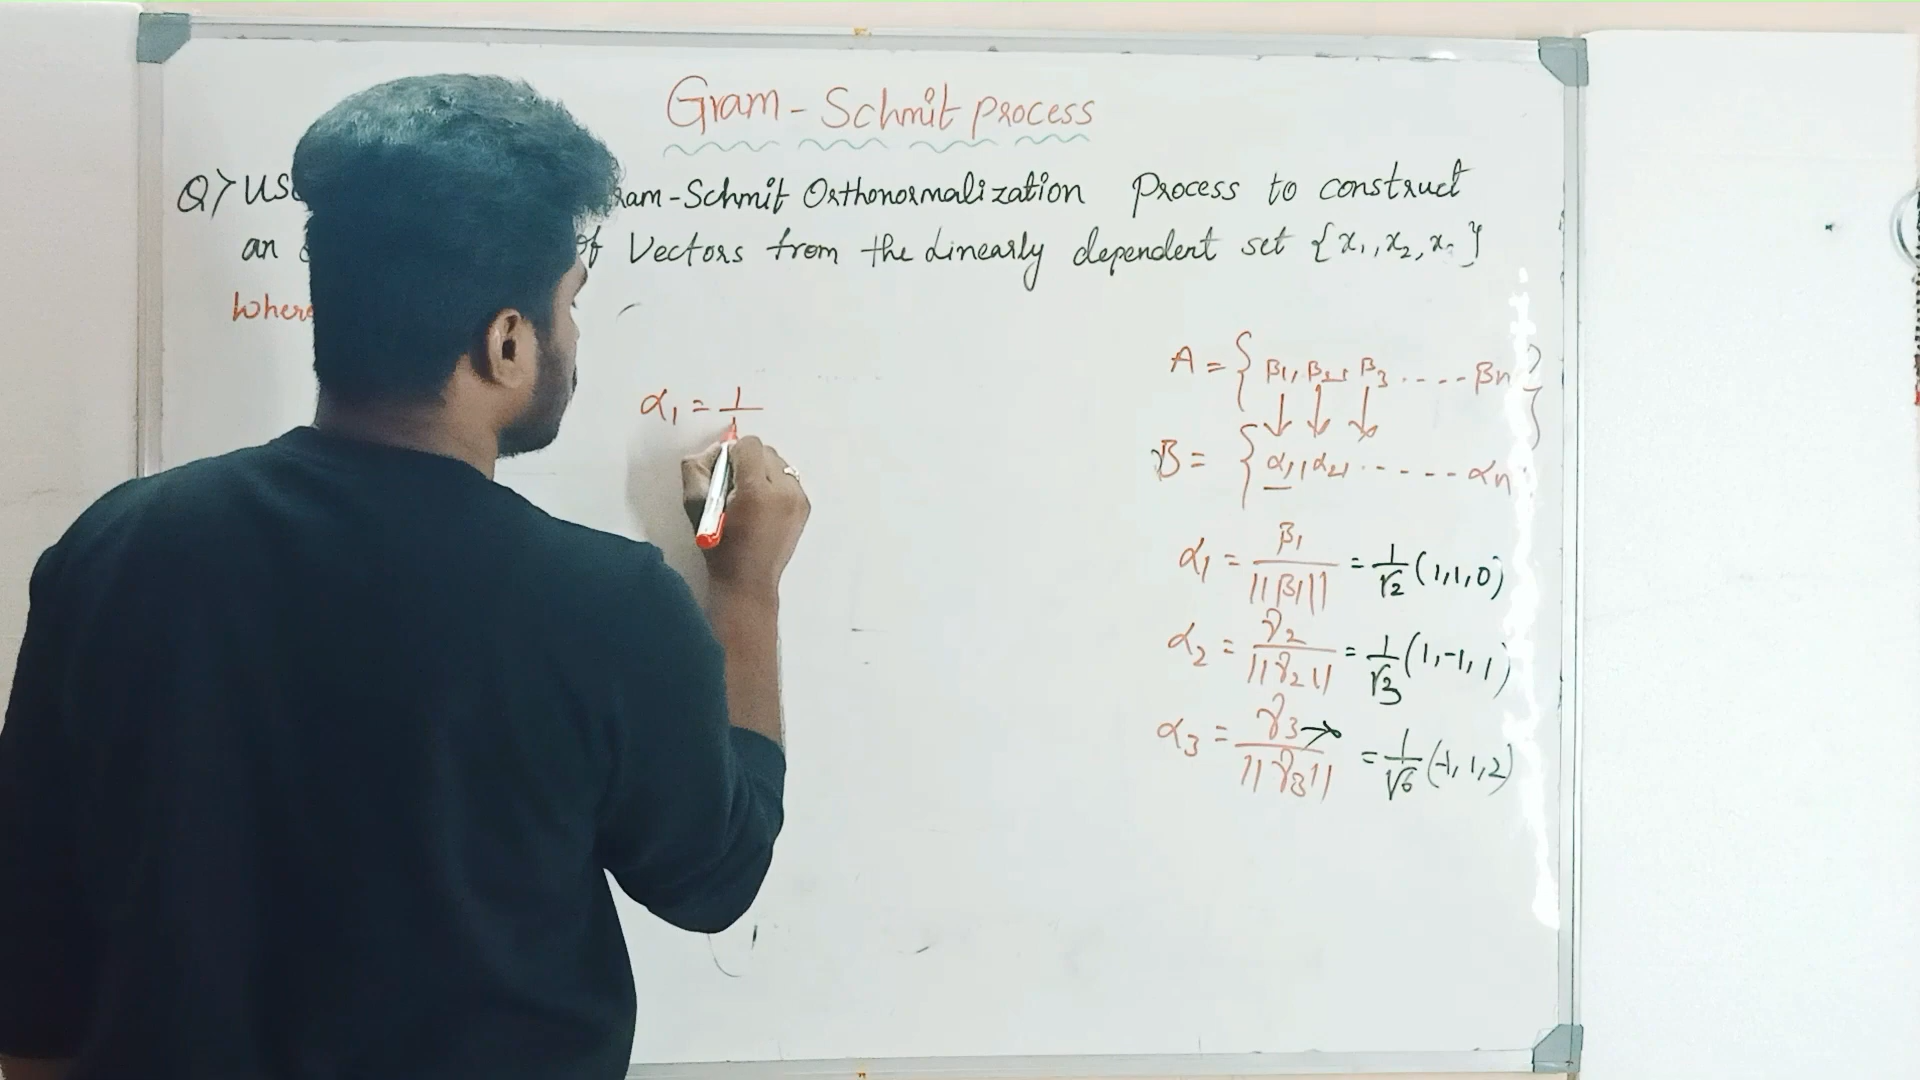 Gram - Schmit process
Q> Use ram-Schmit Orthonormalization Process to construct
an of Vectors from the Linearly dependent set {x₁, x₂, x }
Where
A = { β₁, β₂, β₃ .... βn }
B = { α₁, α₂, ...... αn }
α₁ = 1/
α₁ = β₁/||β₁|| = 1/√2 (1,1,0)
α₂ = γ₂/||γ₂|| = 1/√3 (1,-1,1)
α₃ = γ₃/||γ₃|| = 1/√6 (-1,1,2)